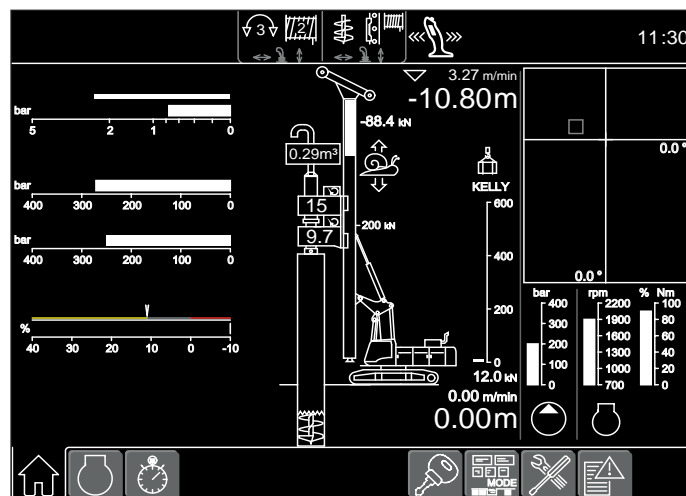 3 2
11:30
3.27 m/min
-10.80m
bar
5 2 1 0
-88.4 kN
0.29m³
0.0 °
KELLY
bar
400 300 200 100 0
15
600
200 kN
9.7
bar
400 300 200 100 0
400
0.0 °
bar rpm % Nm
400 2200 100
300 1900 80
200 1600 60
1300 40
100 1000 20
0 700 0
200
%
40 30 20 10 0 -10
0
12.0 kN
0.00 m/min
0.00m
MODE